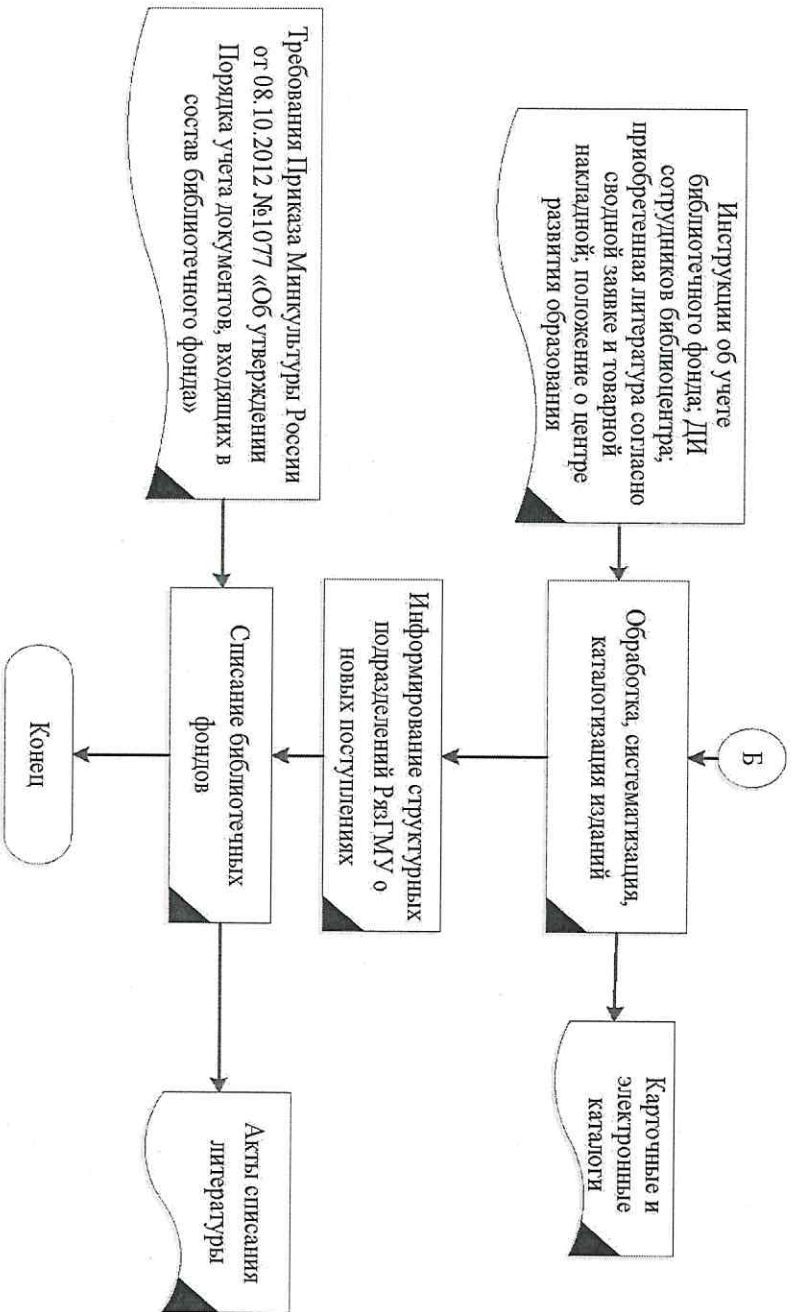 Б
Инструкции об учете
библиотечного фонда; ДИ
сотрудников библиоцентра;
приобретенная литература согласно
сводной заявке и товарной
накладной; положение о центре
развития образования
Обработка, систематизация,
каталогизация изданий
Карточные и
электронные
каталоги
Информирование структурных
подразделений РязГМУ о
новых поступлениях
Требования Приказа Минкультуры России
от 08.10.2012 №1077 «Об утверждении
Порядка учета документов, входящих в
состав библиотечного фонда»
Списание библиотечных
фондов
Акты списания
литературы
Конец